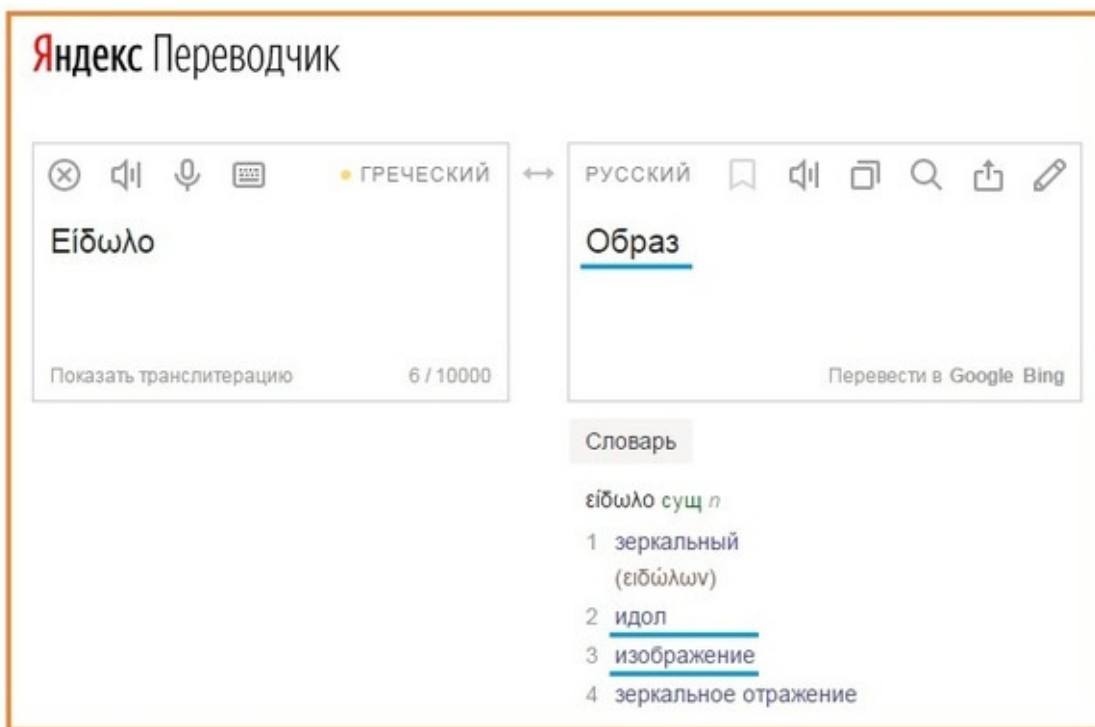 Яндекс Переводчик
ГРЕЧЕСКИЙ
РУССКИЙ
Είδωλο
Образ
Показать транслитерацию 6 / 10000
Перевести в Google Bing
Словарь
είδωλο сущ n
1 зеркальный
(ειδώλων)
2 идол
3 изображение
4 зеркальное отражение